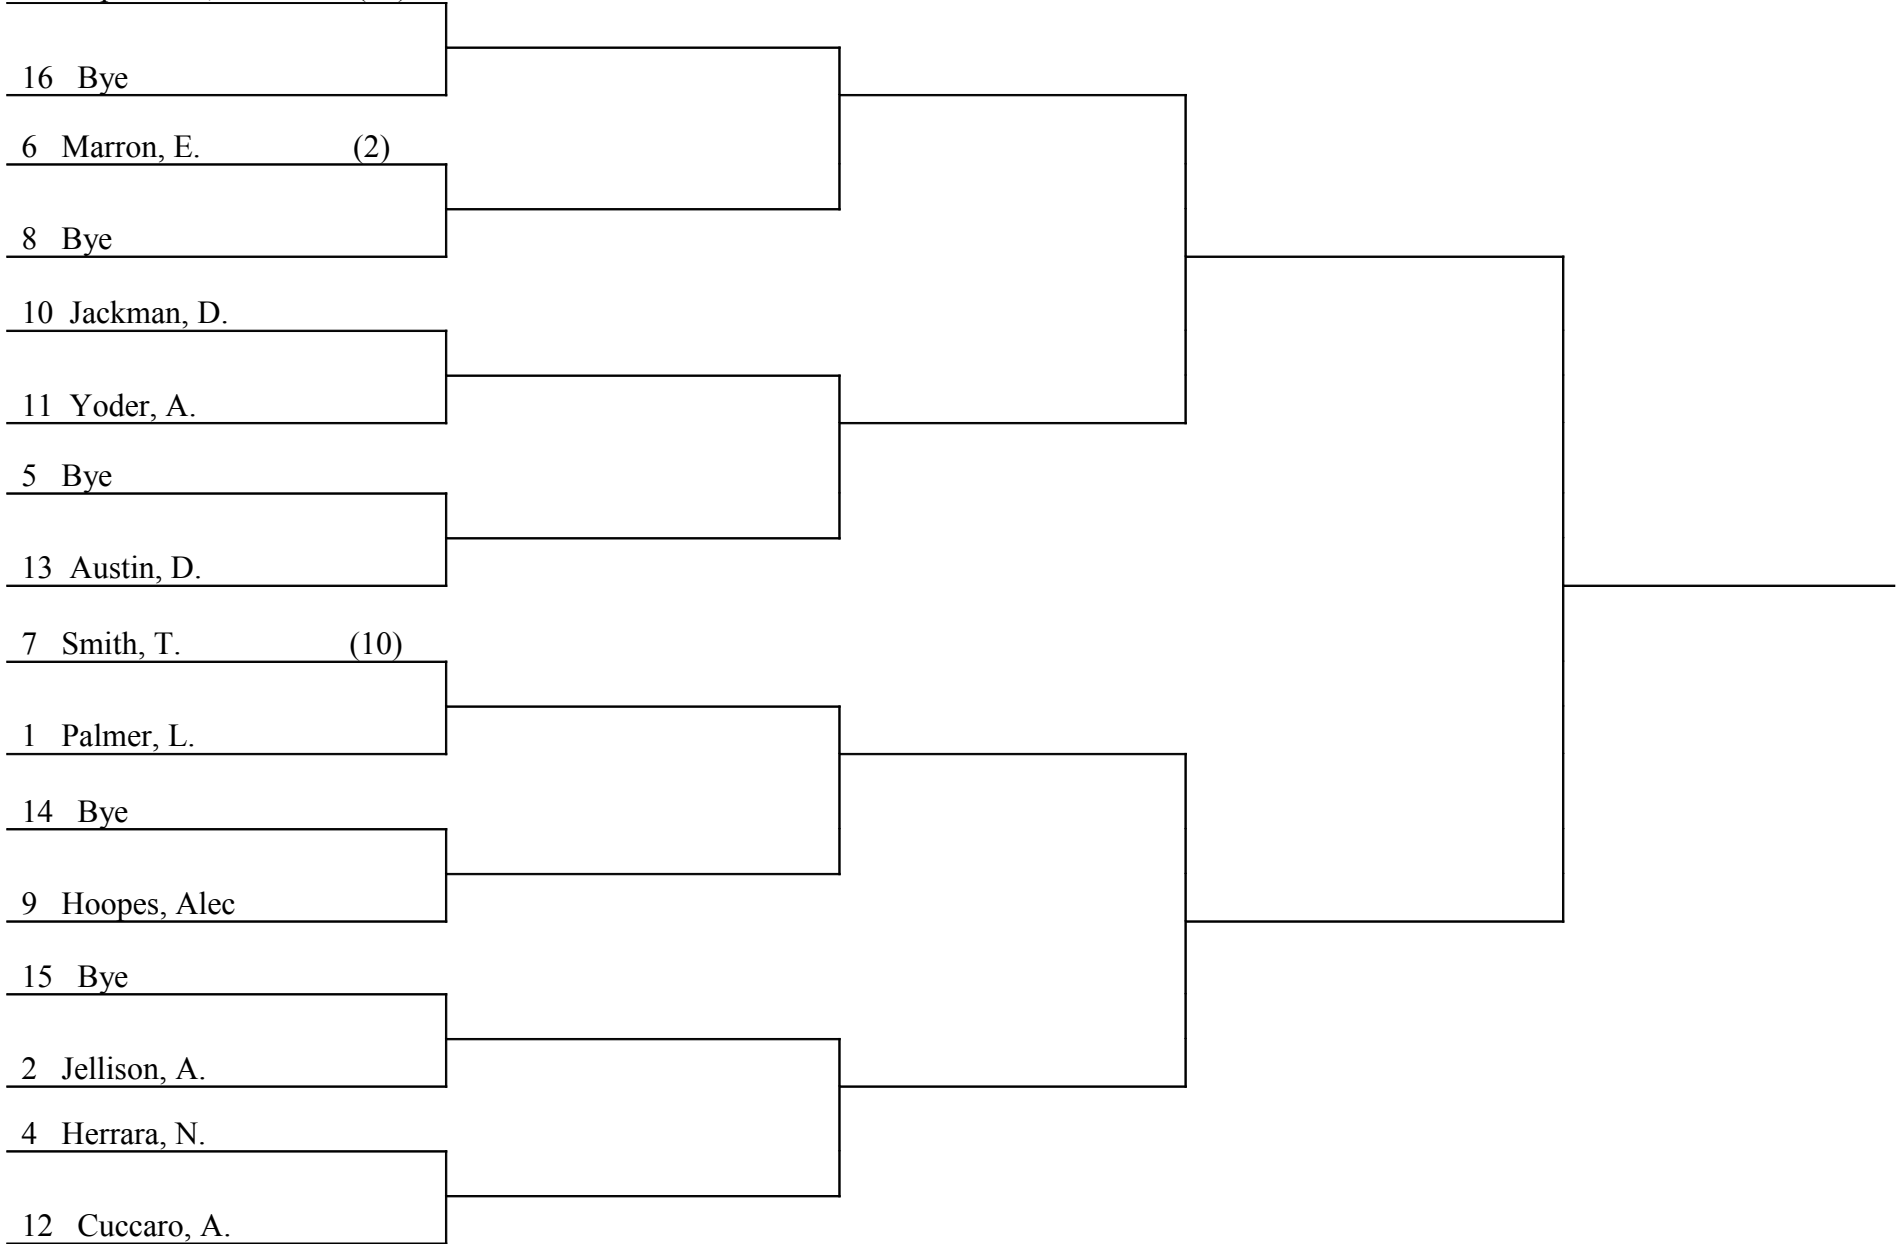 16 Bye
6 Marron, E. (2)
8 Bye
10 Jackman, D.
11 Yoder, A.
5 Bye
13 Austin, D.
7 Smith, T. (10)
1 Palmer, L.
14 Bye
9 Hoopes, Alec
15 Bye
2 Jellison, A.
4 Herrara, N.
12 Cuccaro, A.